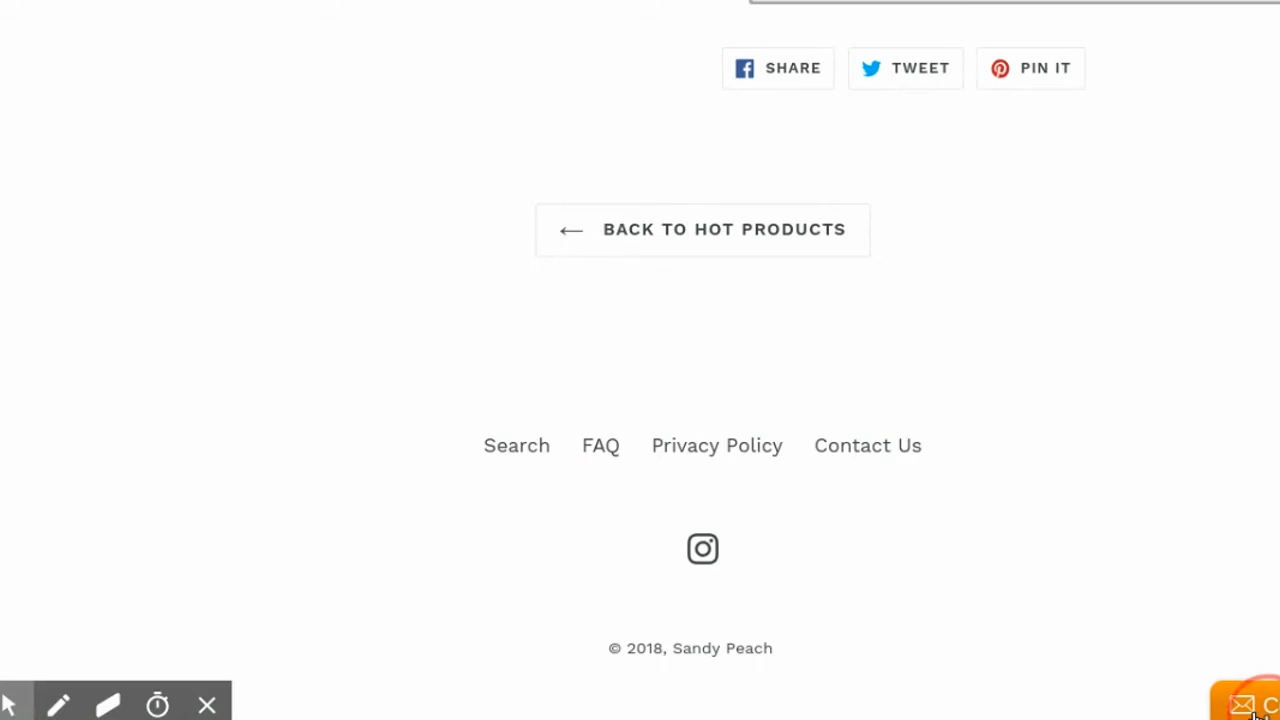 SHARE TWEET PIN IT
BACK TO HOT PRODUCTS
Search FAQ Privacy Policy Contact Us
© 2018, Sandy Peach